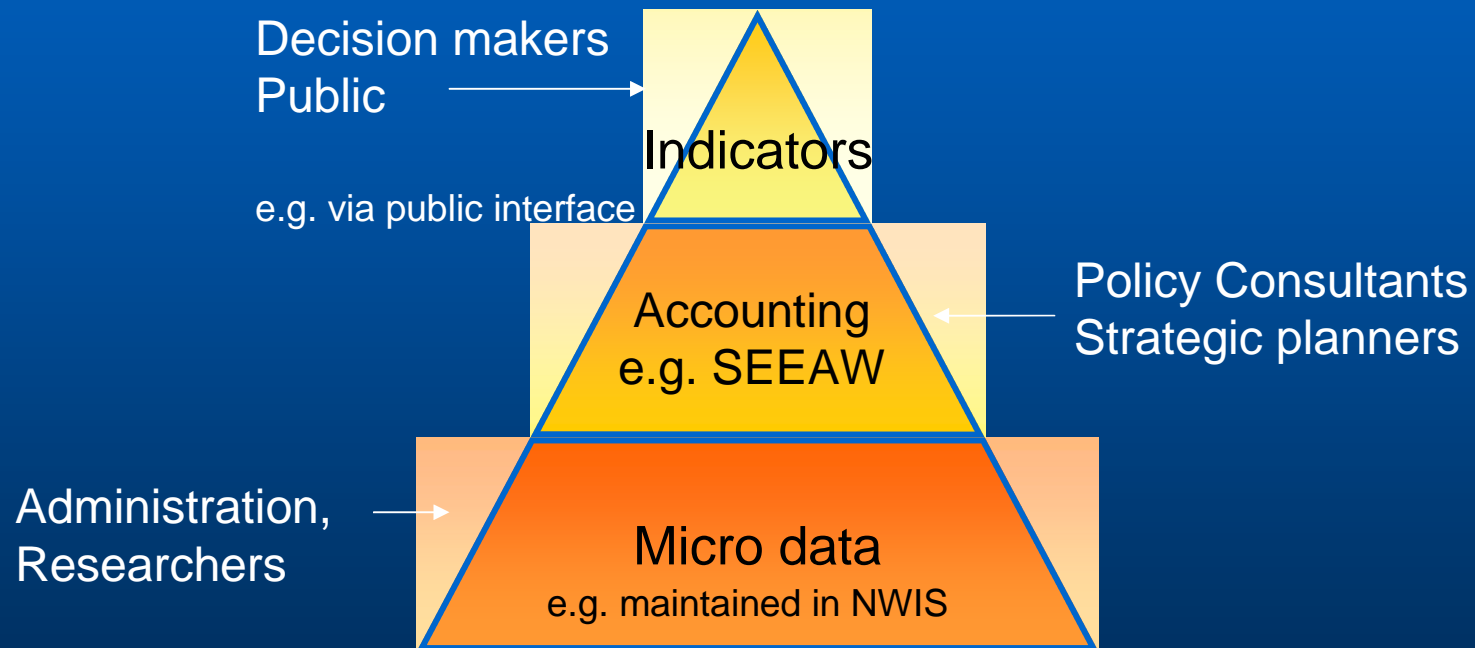 Decision makers
Public
e.g. via public interface
Indicators
Accounting
e.g. SEEAW
Policy Consultants
Strategic planners
Administration,
Researchers
Micro data
e.g. maintained in NWIS